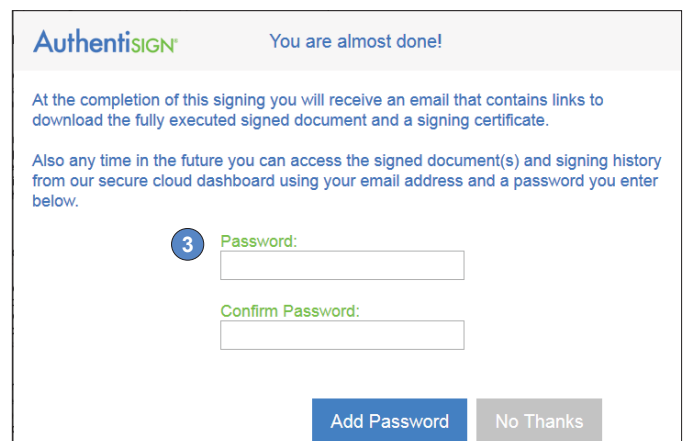 AuthentiSIGN® You are almost done!
At the completion of this signing you will receive an email that contains links to
download the fully executed signed document and a signing certificate.
Also any time in the future you can access the signed document(s) and signing history
from our secure cloud dashboard using your email address and a password you enter
below.
3 Password:
Confirm Password:
Add Password No Thanks